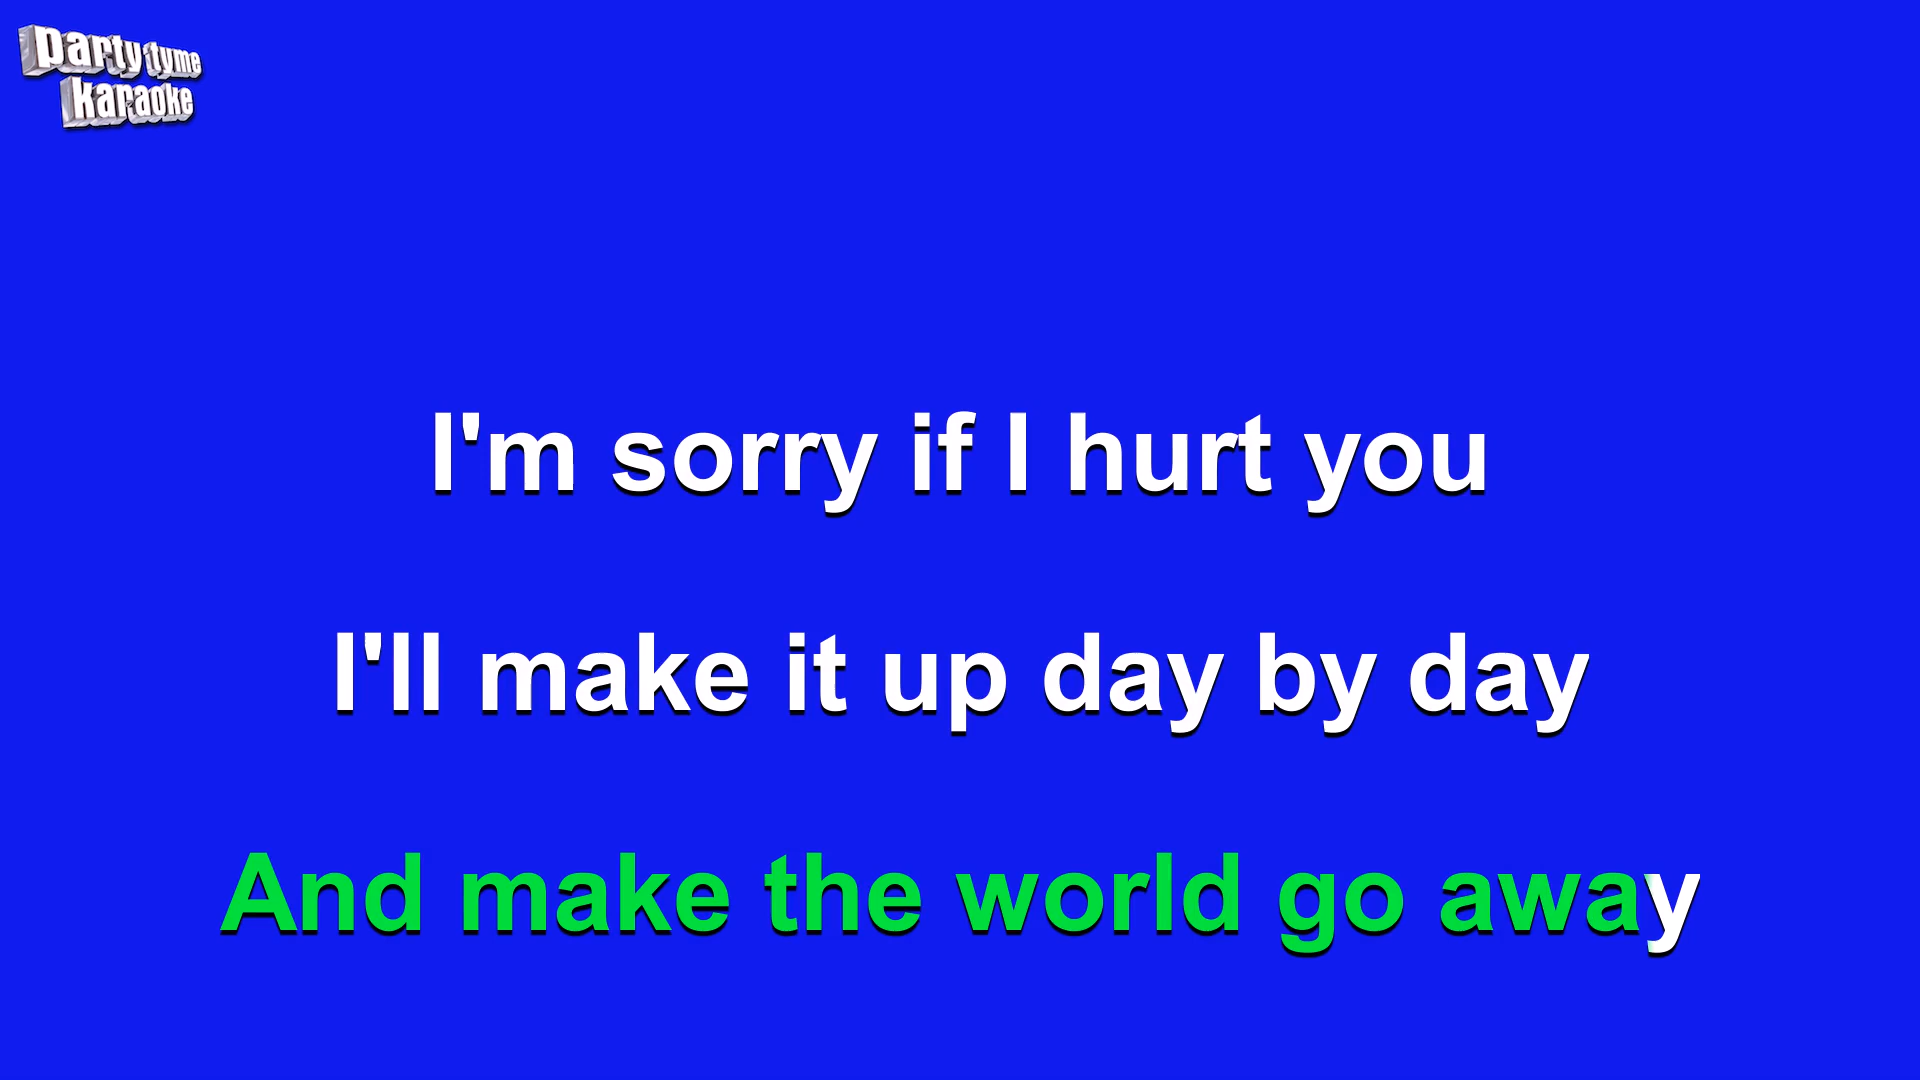 party tyme
karaoke
I'm sorry if I hurt you
I'll make it up day by day
And make the world go away